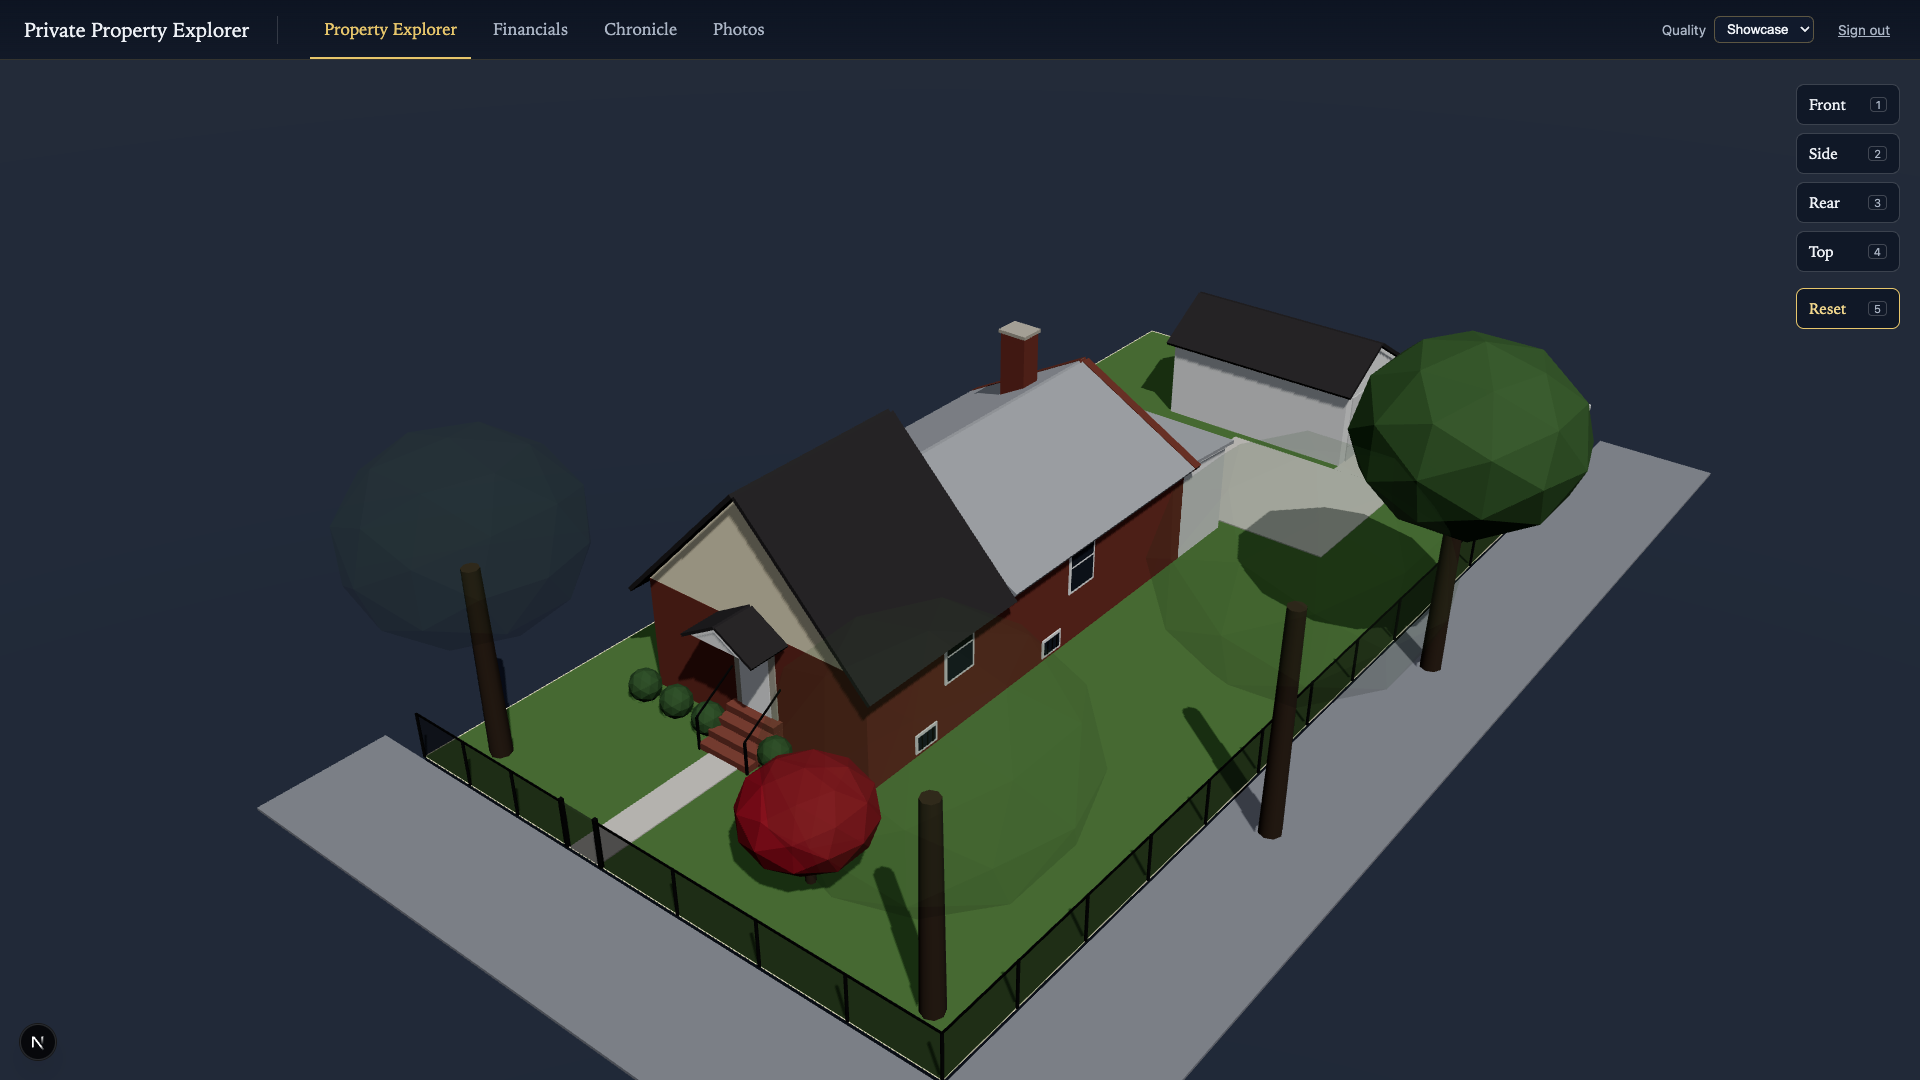 Private Property Explorer
Property Explorer
Financials
Chronicle
Photos
Quality
Showcase
Sign out
Front 1
Side 2
Rear 3
Top 4
Reset 5
N